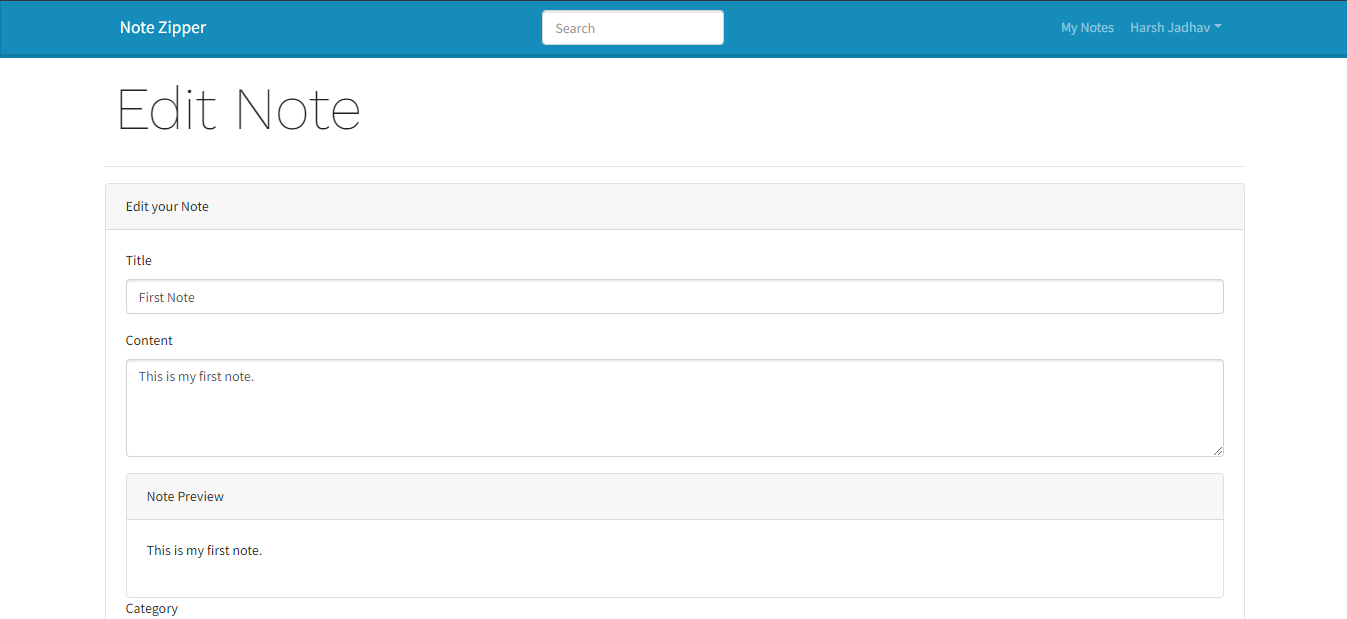 Note Zipper
Search
My Notes
Harsh Jadhav
Edit Note
Edit your Note
Title
First Note
Content
This is my first note.
Note Preview
This is my first note.
Category